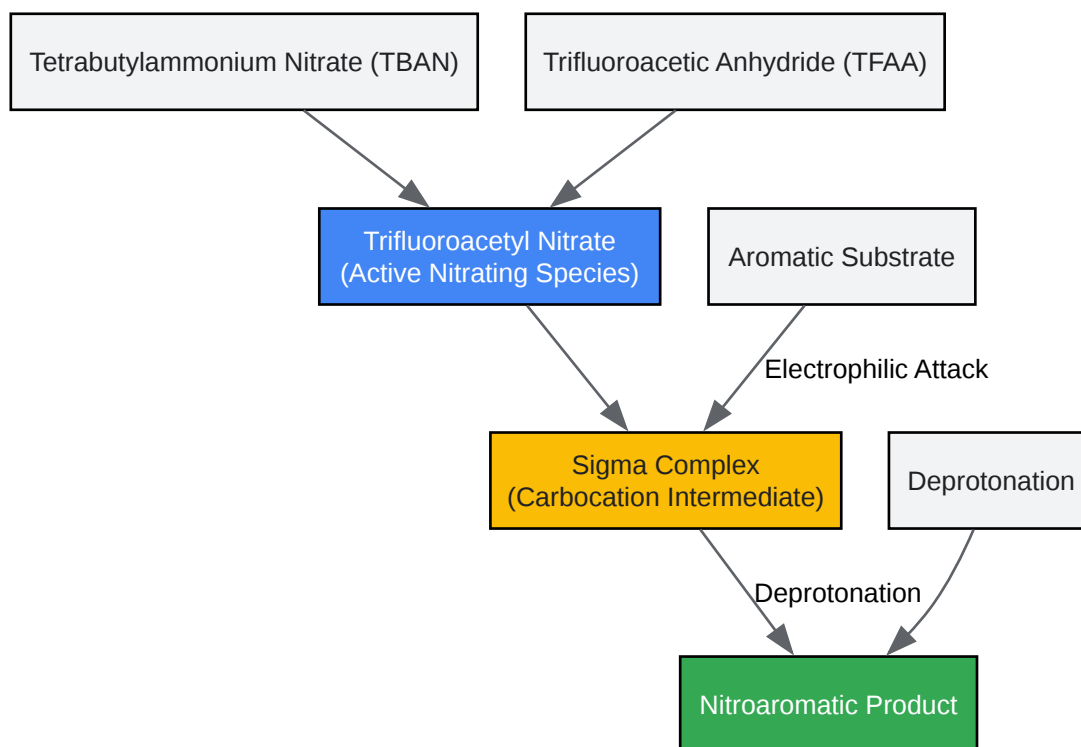 Tetrabutylammonium Nitrate (TBAN)
Trifluoroacetic Anhydride (TFAA)
Trifluoroacetyl Nitrate
(Active Nitrating Species)
Aromatic Substrate
Electrophilic Attack
Sigma Complex
(Carbocation Intermediate)
Deprotonation
Deprotonation
Nitroaromatic Product